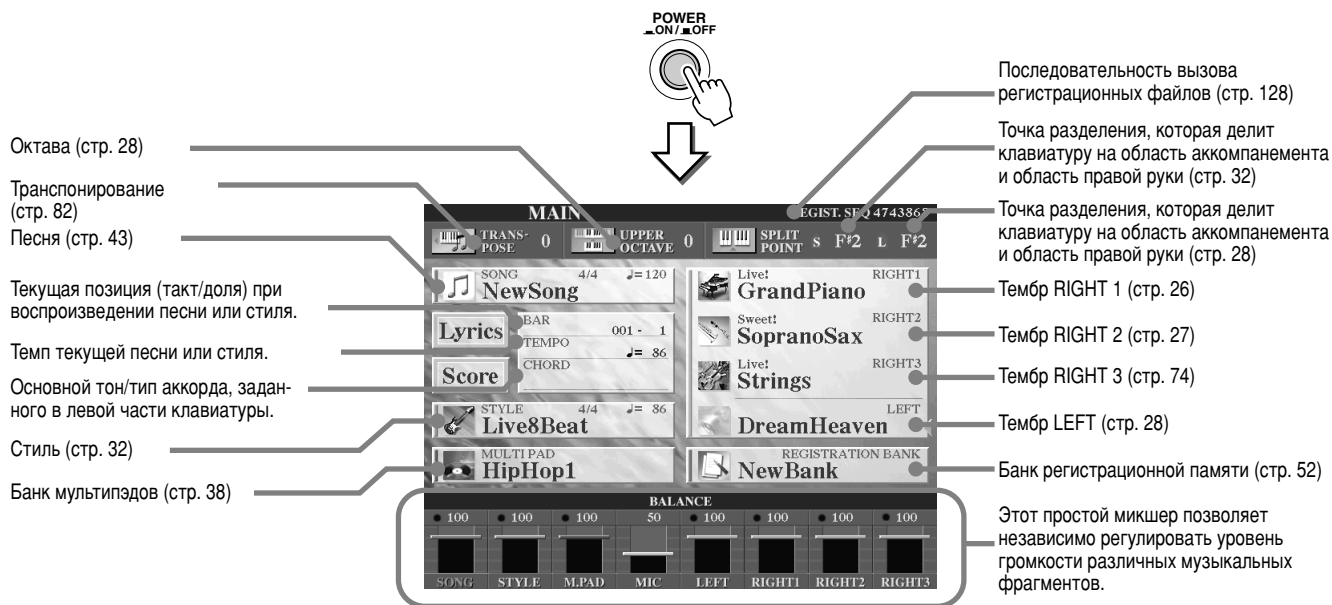 POWER
ON / OFF
Октава (стр. 28)
Транспонирование
(стр. 82)
Песня (стр. 43)
Текущая позиция (такт/доля) при
воспроизведении песни или стиля.
Темп текущей песни или стиля.
Основной тон/тип аккорда, задан-
ного в левой части клавиатуры.
Стиль (стр. 32)
Банк мультипэдов (стр. 38)
MAIN
EGIST. SEQ 4743868
TRANS-
POSE 0
UPPER
OCTAVE 0
SPLIT
POINT S F#2 L F#2
SONG 4/4 ♩=120
NewSong
Lyrics
BAR
001 - 1
TEMPO
♩= 86
Score
CHORD
STYLE 4/4 ♩= 86
Live8Beat
MULTI PAD
HipHop1
Live! RIGHT1
GrandPiano
Sweet! RIGHT2
SopranoSax
Live! RIGHT3
Strings
LEFT
DreamHeaven
REGISTRATION BANK
NewBank
BALANCE
100 100 100 50 100 100 100 100
SONG STYLE M.PAD MIC LEFT RIGHT1 RIGHT2 RIGHT3
Последовательность вызова
регистрационных файлов (стр. 128)
Точка разделения, которая делит
клавиатуру на область аккомпанемента
и область правой руки (стр. 32)
Точка разделения, которая делит
клавиатуру на область аккомпанемента
и область правой руки (стр. 28)
Тембр RIGHT 1 (стр. 26)
Тембр RIGHT 2 (стр. 27)
Тембр RIGHT 3 (стр. 74)
Тембр LEFT (стр. 28)
Банк регистрационной памяти (стр. 52)
Этот простой микшер позволяет
независимо регулировать уровень
громкости различных музыкальных
фрагментов.